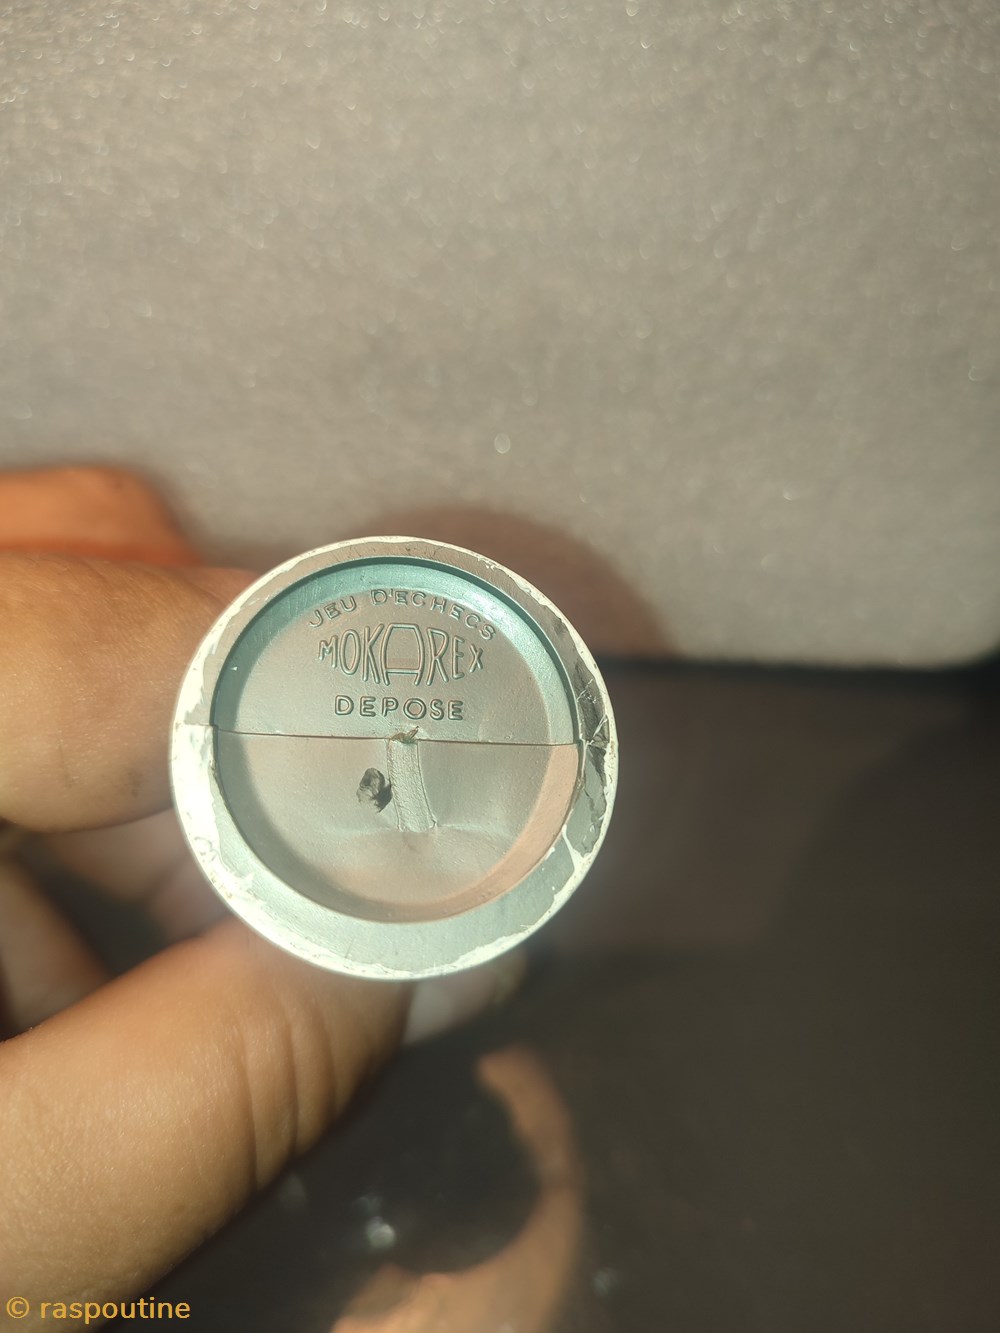 JEU D'ECHECS
MOKAREX
DEPOSE
© raspoutine